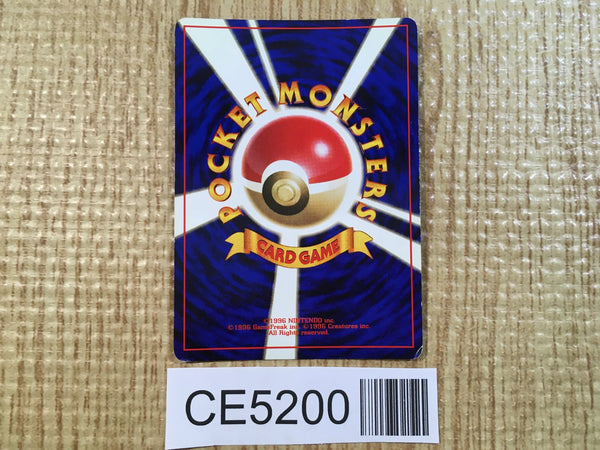 POCKET MONSTERS
CARD GAME
©1996 NINTENDO inc.
©1996 GameFreak inc. ©1996 Creatures inc.
All Rights reserved.
CE5200